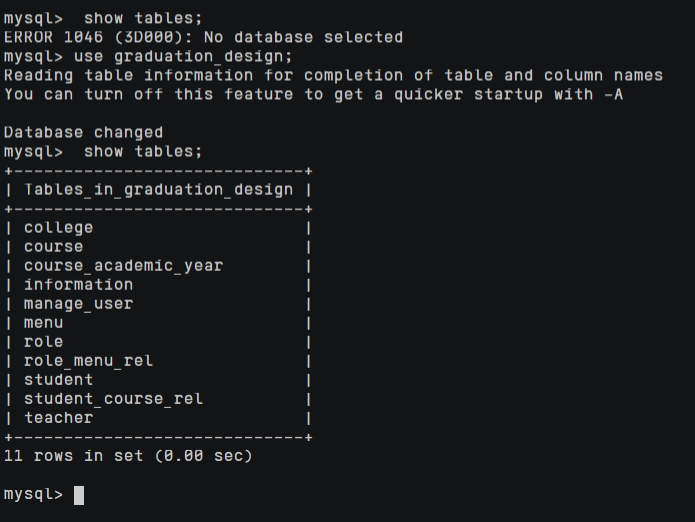 mysql>  show tables;
ERROR 1046 (3D000): No database selected
mysql> use graduation_design;
Reading table information for completion of table and column names
You can turn off this feature to get a quicker startup with -A

Database changed
mysql>  show tables;
+-----------------------------+
| Tables_in_graduation_design |
+-----------------------------+
| college                     |
| course                      |
| course_academic_year        |
| information                 |
| manage_user                 |
| menu                        |
| role                        |
| role_menu_rel               |
| student                     |
| student_course_rel          |
| teacher                     |
+-----------------------------+
11 rows in set (0.00 sec)

mysql>